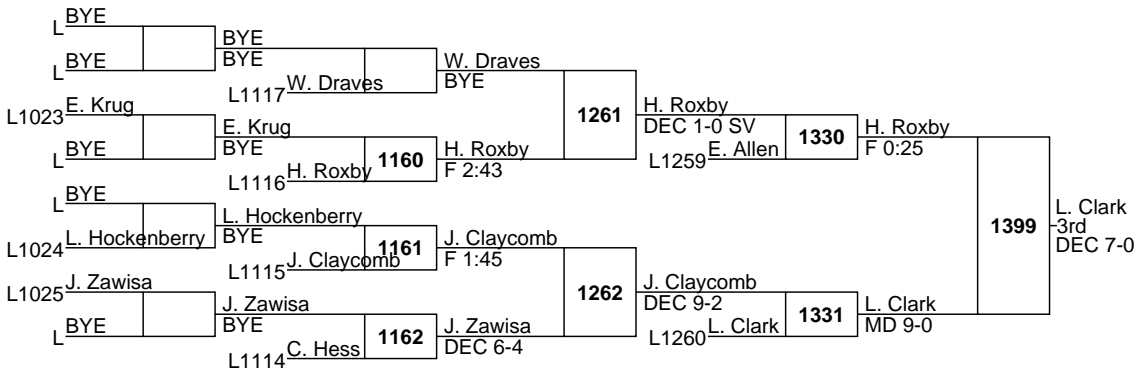 L BYE
BYE
BYE
L BYE
L1117 W. Draves
W. Draves
BYE
L1023 E. Krug
E. Krug
BYE
L BYE
L1116 H. Roxby
1160
H. Roxby
F 2:43
1261
H. Roxby
DEC 1-0 SV
L1259 E. Allen
1330
H. Roxby
F 0:25
L BYE
L. Hockenberry
BYE
L1024 L. Hockenberry
L1115 J. Claycomb
1161
J. Claycomb
F 1:45
L1025 J. Zawisa
J. Zawisa
BYE
L BYE
L1114 C. Hess
1162
J. Zawisa
DEC 6-4
1262
J. Claycomb
DEC 9-2
L1260 L. Clark
1331
L. Clark
MD 9-0
1399
L. Clark
3rd
DEC 7-0